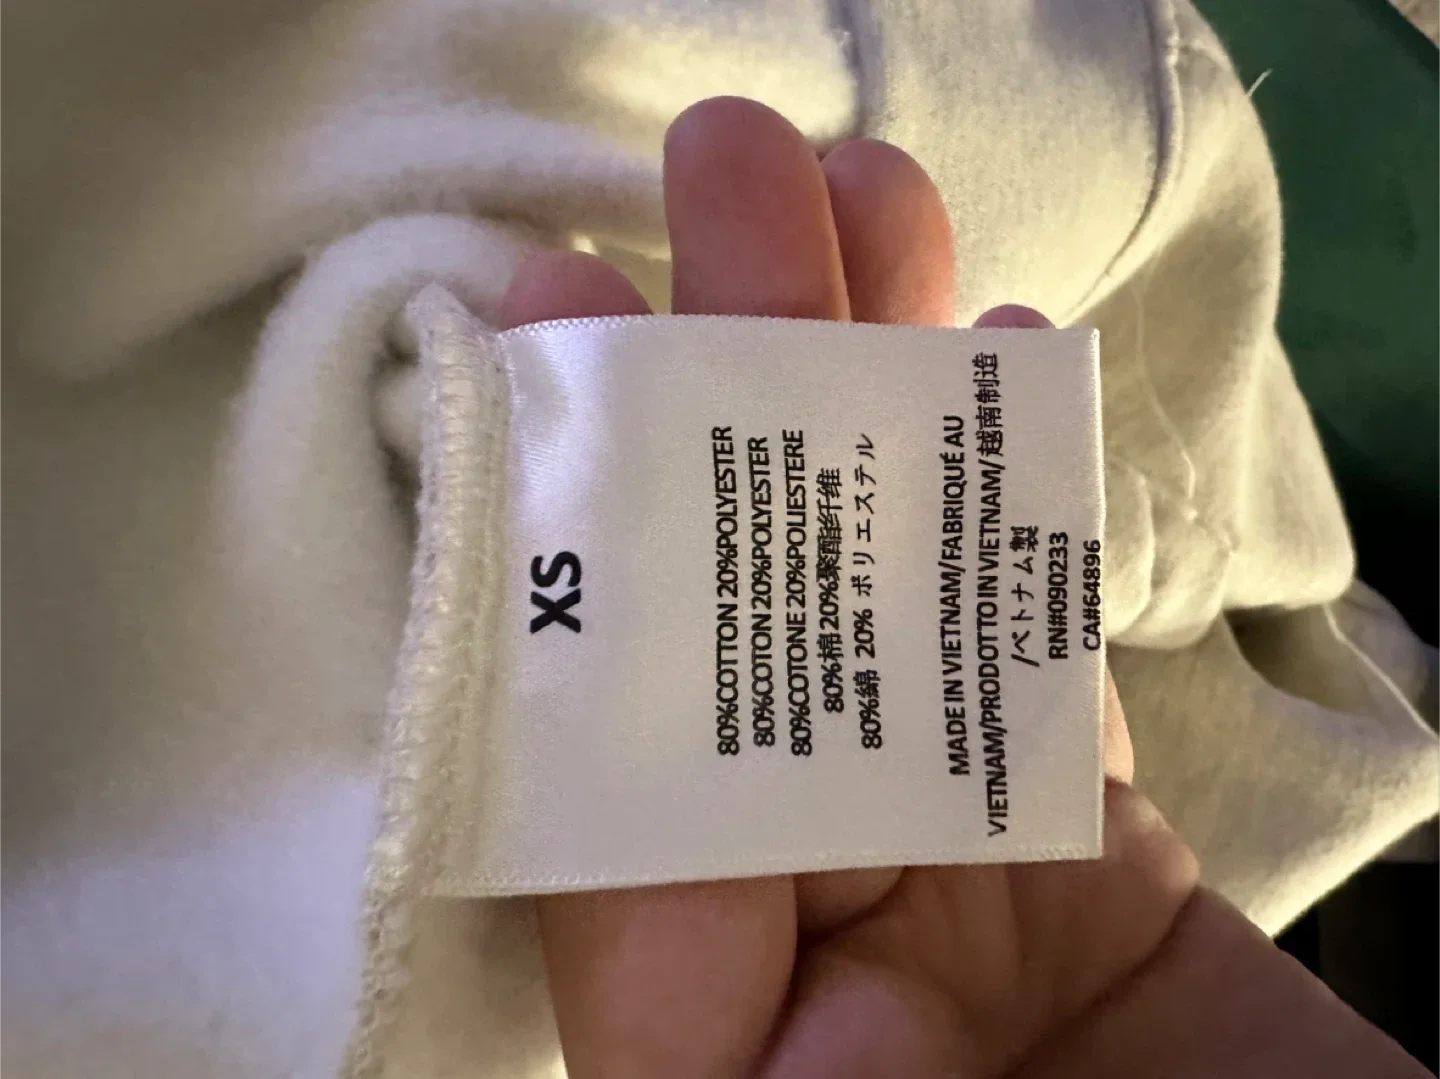 XS
80%COTTON 20%POLYESTER
80%COTON 20%POLYESTER
80%COTONE 20%POLIESTERE
80%棉20%聚酯纤维
80%綿 20% ポリエステル
MADE IN VIETNAM/FABRIQUÉ AU
VIETNAM/PRODOTTO IN VIETNAM/越南制造
/ベトナム製
RN#090233
CA#64896